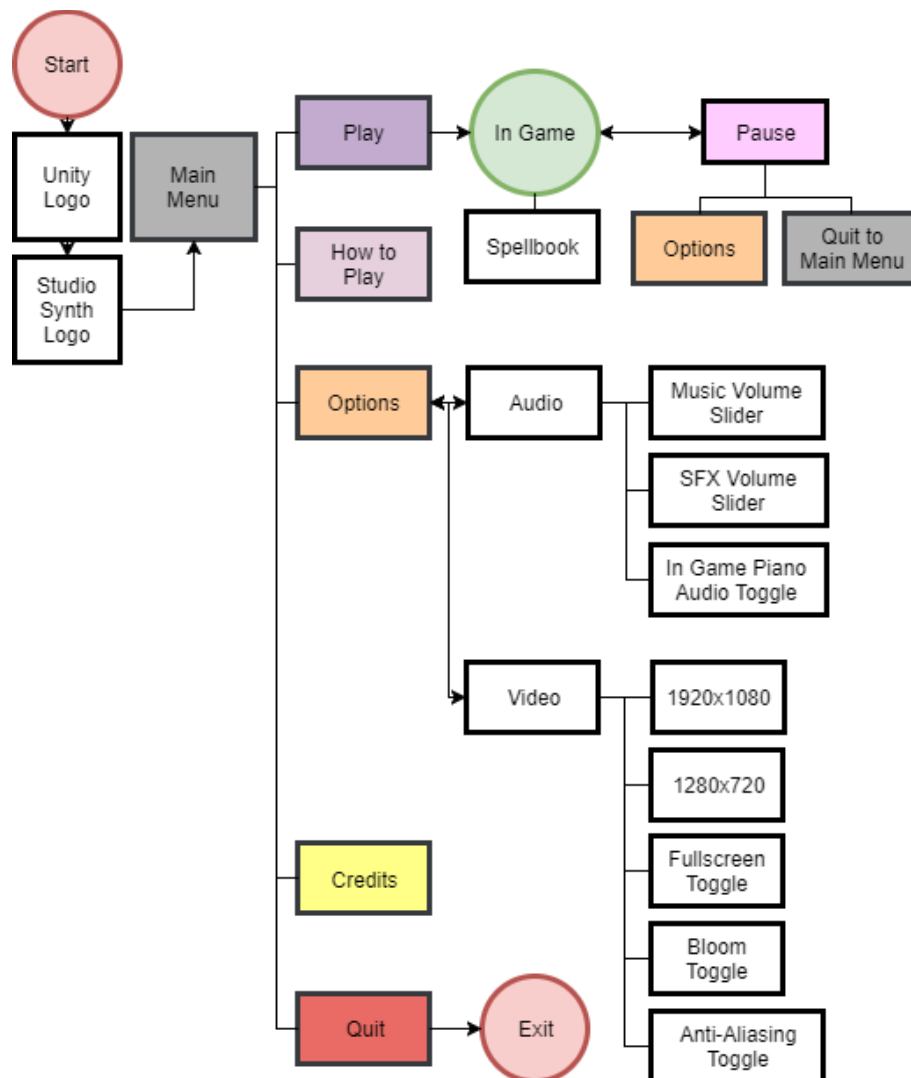 Start
Unity
Logo
Studio
Synth
Logo
Main
Menu
Play
In Game
Pause
Spellbook
Options
Quit to
Main Menu
How to
Play
Options
Audio
Music Volume
Slider
SFX Volume
Slider
In Game Piano
Audio Toggle
Video
1920x1080
1280x720
Fullscreen
Toggle
Bloom
Toggle
Anti-Aliasing
Toggle
Credits
Quit
Exit